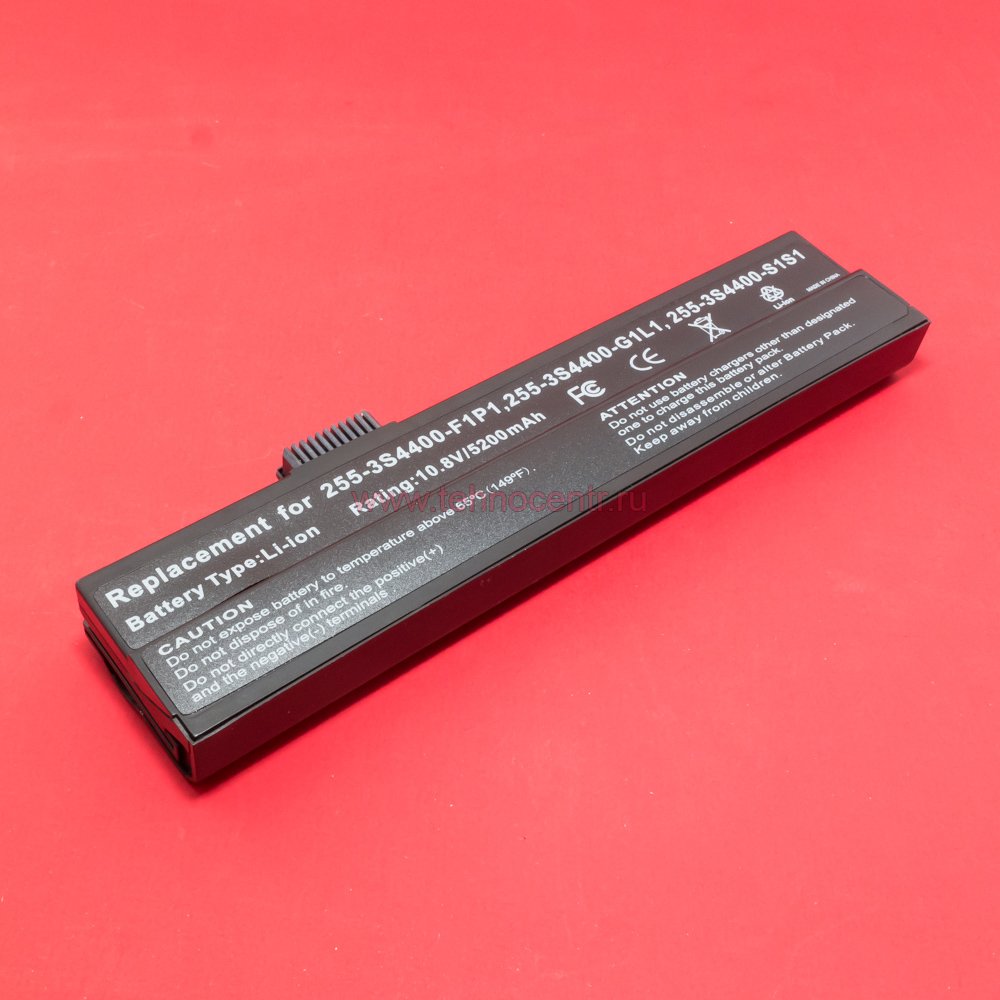 Replacement for 255-3S4400-F1P1,255-3S4400-G1L1,255-3S4400-S1S1
Battery Type:Li-ion Rating:10.8V/5200mAh
FC CE Li-ion MADE IN CHINA
CAUTION
Do not expose battery to temperature above 65ºC (149ºF).
Do not dispose of in fire.
Do not directly connect the positive(+)
and the negative(-) terminals .
ATTENTION
Do not use battery chargers other than designated
one to charge this battery pack.
Do not disassemble or alter Battery Pack.
Keep away from children.
www.tehnocentr.ru